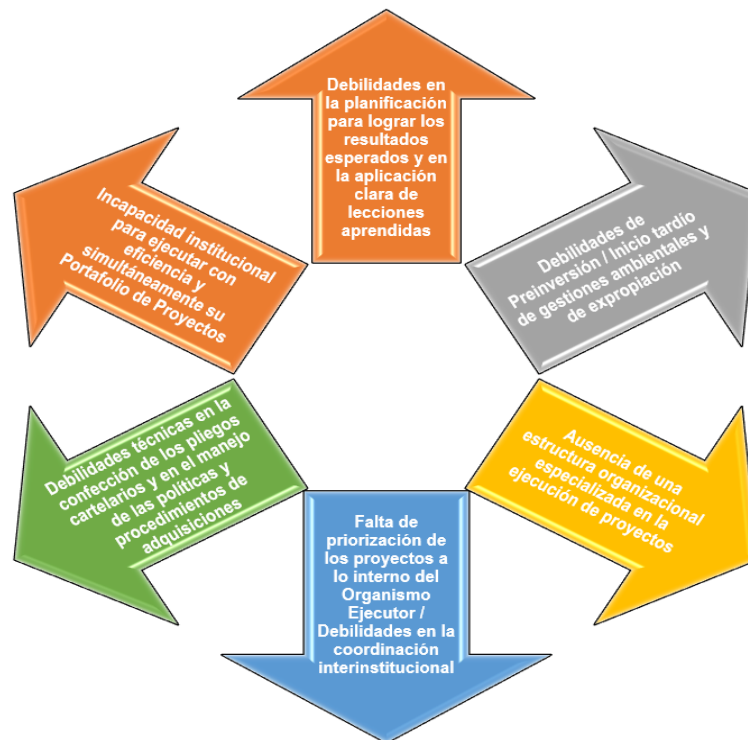 Debilidades en
la planificación
para lograr los
resultados
esperados y en
la aplicación
clara de
lecciones
aprendidas
Debilidades de
Preinversión / Inicio tardío
de gestiones ambientales y
de expropiación
Ausencia de una
estructura organizacional
especializada en la
ejecución de proyectos
Falta de
priorización de
los proyectos a
lo interno del
Organismo
Ejecutor /
Debilidades en la
coordinación
interinstitucional
Debilidades técnicas en la
confección de los pliegos
cartelarios y en el manejo
de las políticas y
procedimientos de
adquisiciones
Incapacidad institucional
para ejecutar con
eficiencia y
simultáneamente su
Portafolio de Proyectos